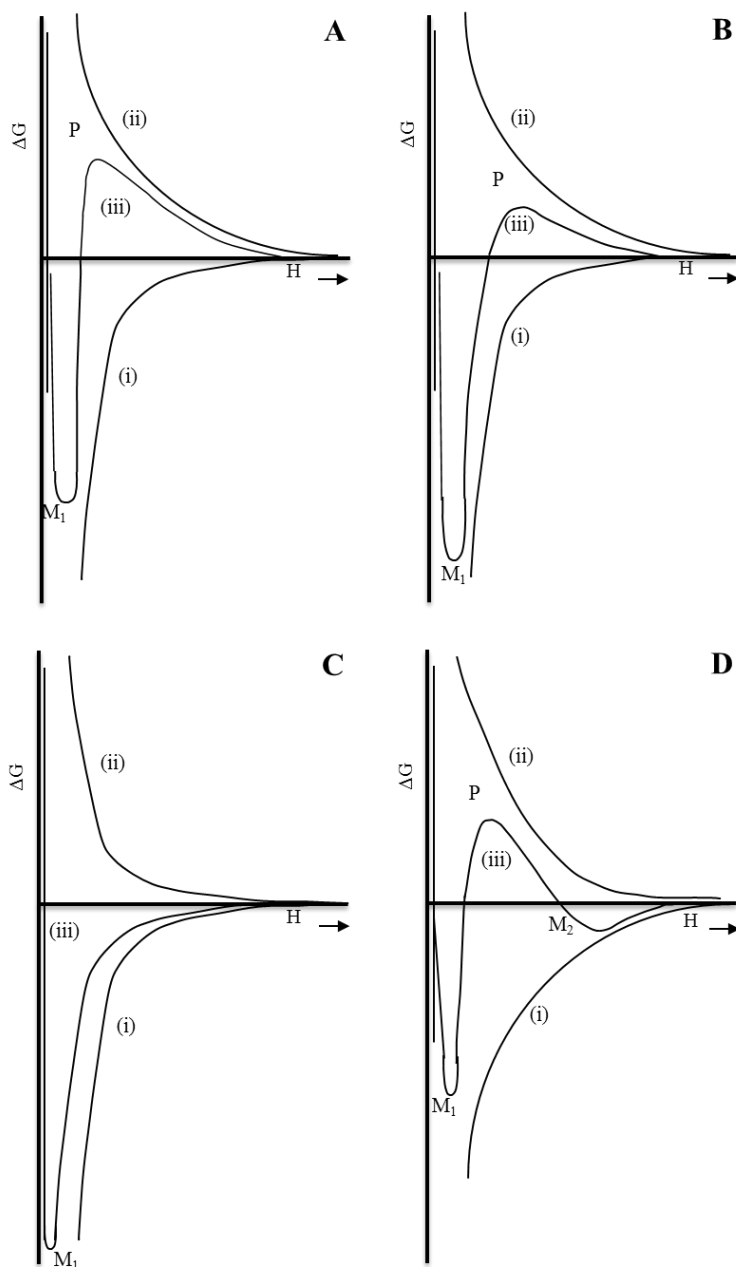 A
ΔG
P
(ii)
(iii)
H
(i)
M₁
B
ΔG
P
(ii)
(iii)
H
(i)
M₁
C
ΔG
(ii)
H
(iii)
(i)
M₁
D
ΔG
(ii)
P
(iii)
M₂
H
(i)
M₁